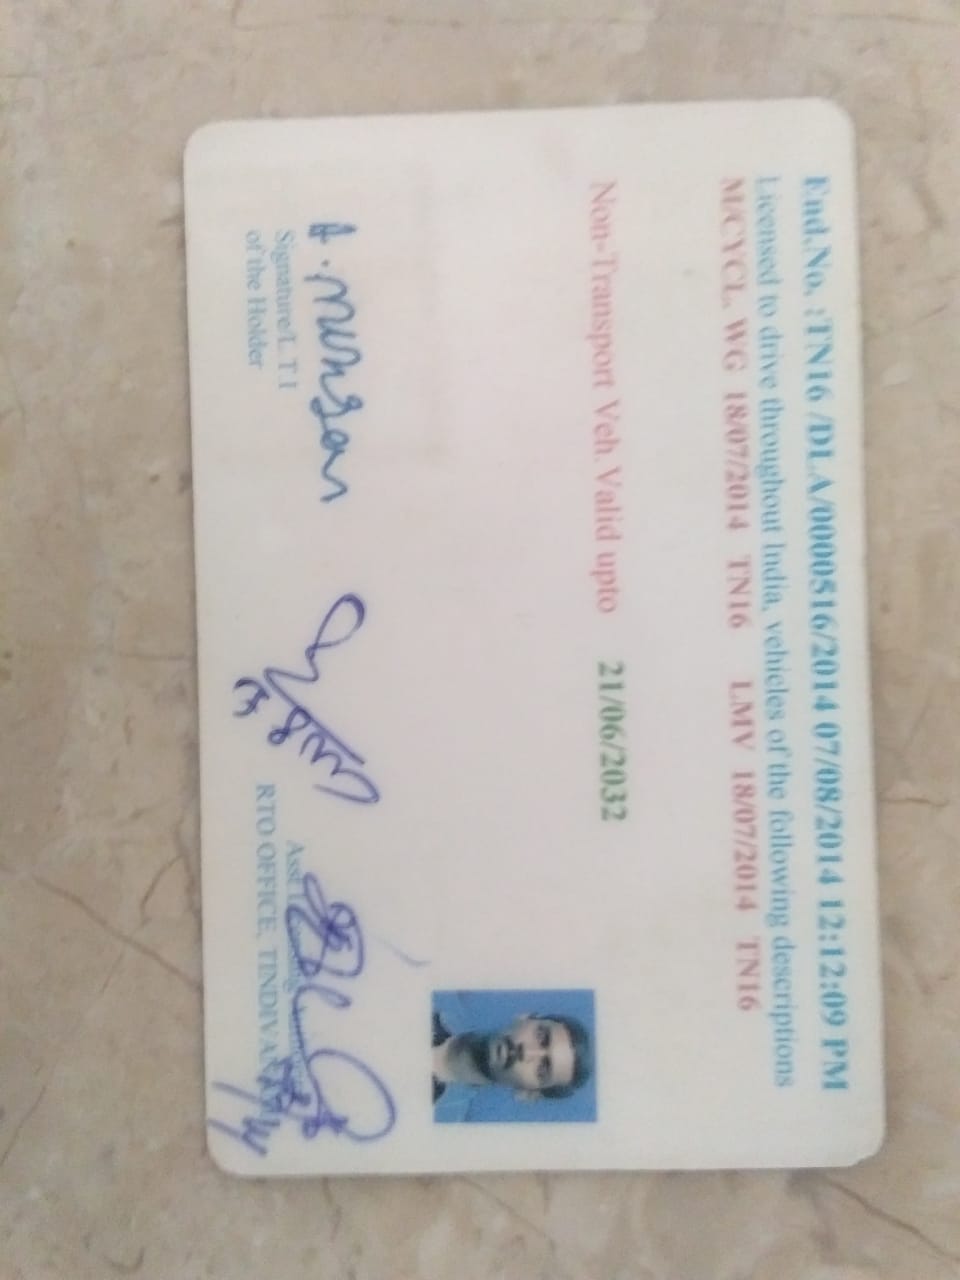 End.No. :TN16 /DLA/0000516/2014 07/08/2014 12:12:09 PM
Licensed to drive throughout India, vehicles of the following descriptions
M/CYCL. WG 18/07/2014 TN16 LMV 18/07/2014 TN16
Non-Transport Veh. Valid upto 21/06/2032
Signature/L.T.I
of the Holder
Asst
RTO OFFICE, TINDIVANAM